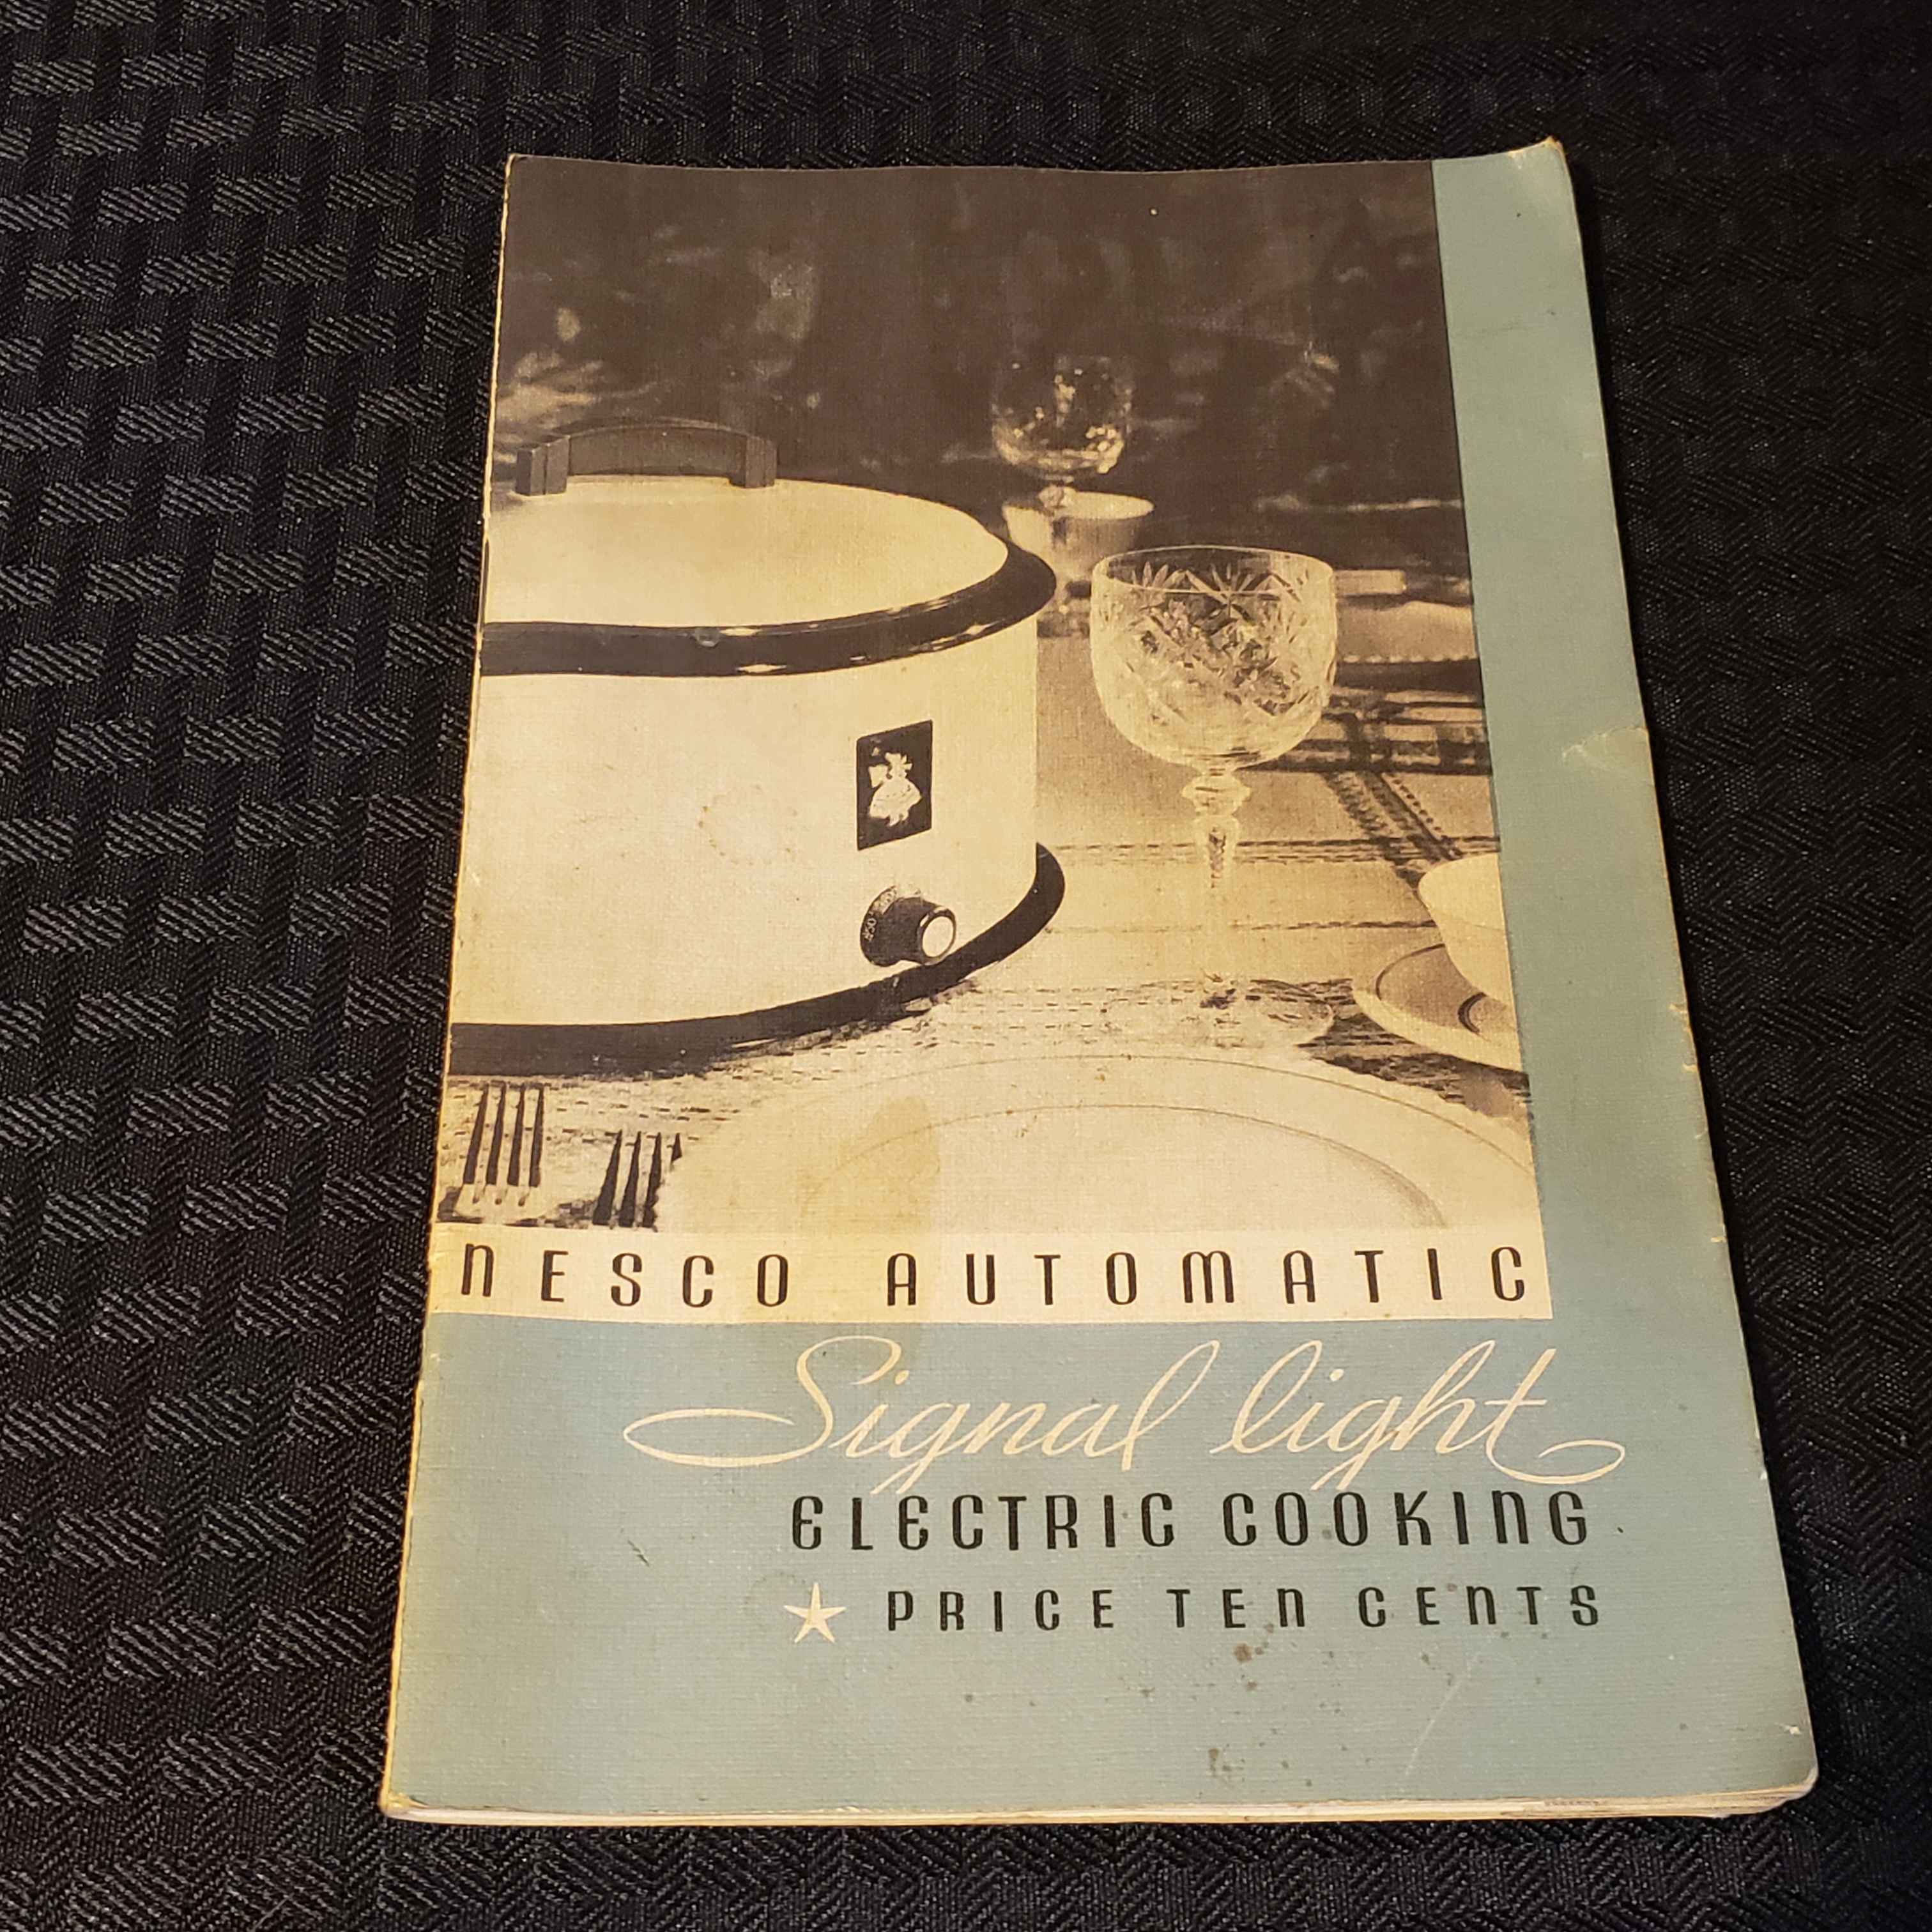 NESCO AUTOMATIC
Signal light
ELECTRIC COOKING
PRICE TEN CENTS